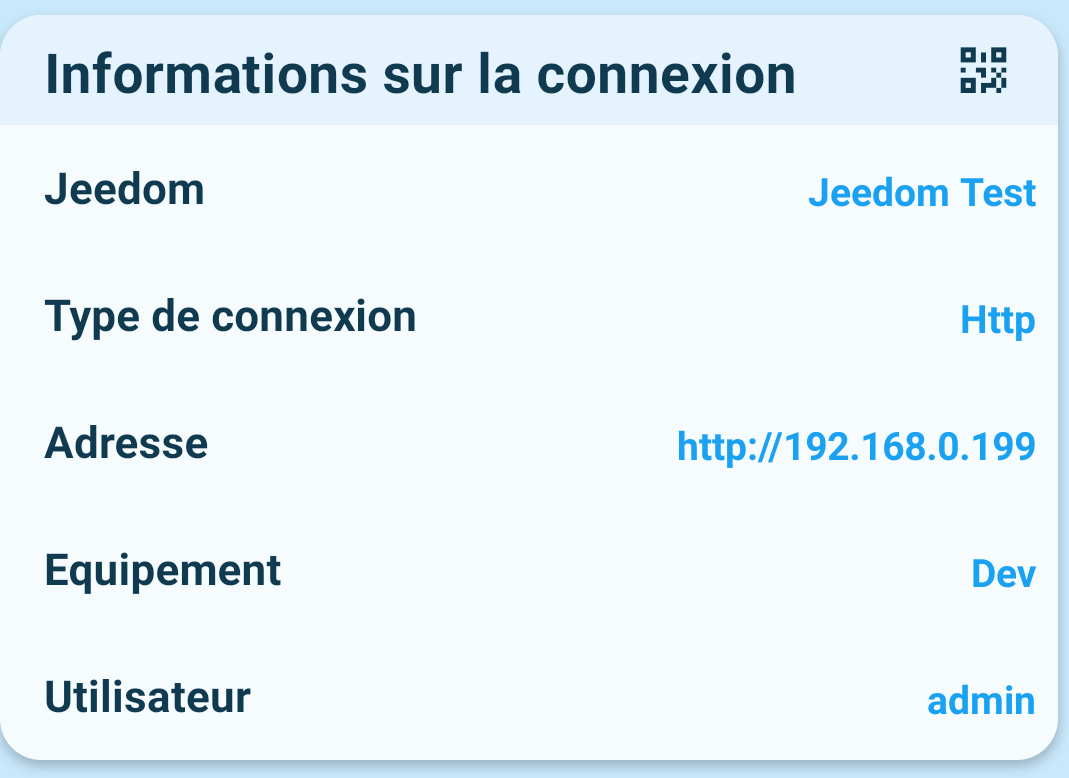 Informations sur la connexion
Jeedom Jeedom Test
Type de connexion Http
Adresse http://192.168.0.199
Equipement Dev
Utilisateur admin